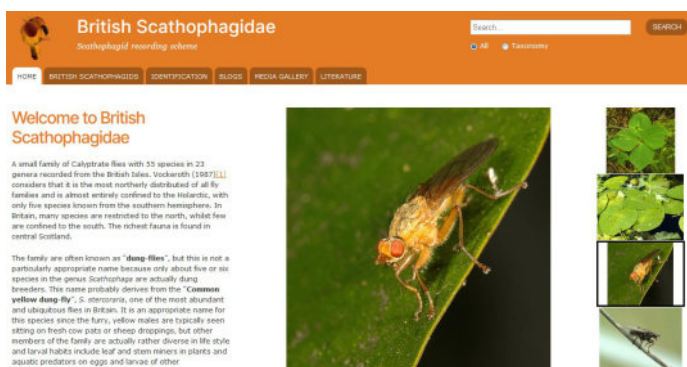 British Scathophagidae
Scathophagid recording scheme
Search...
SEARCH
All Taxonomy
HOME BRITISH SCATHOPHAGIDS IDENTIFICATION BLOGS MEDIA GALLERY LITERATURE
Welcome to British
Scathophagidae
A small family of Calyptrate flies with 55 species in 23
genera recorded from the British Isles. Vockeroth (1987)[1]
considers that it is the most northerly distributed of all fly
families and is almost entirely confined to the Holarctic, with
only five species known from the southern hemisphere. In
Britain, many species are restricted to the north, whilst few
are confined to the south. The richest fauna is found in
central Scotland.
The family are often known as "dung-flies", but this is not a
particularly appropriate name because only about five or six
species in the genus Scathophaga are actually dung
breeders. This name probably derives from the "Common
yellow dung-fly", S. stercoraria, one of the most abundant
and ubiquitous flies in Britain. It is an appropriate name for
this species since the furry, yellow males are typically seen
sitting on fresh cow pats or sheep droppings, but other
members of the family are actually rather diverse in life style
and larval habits include leaf and stem miners in plants and
aquatic predators on eggs and larvae of other